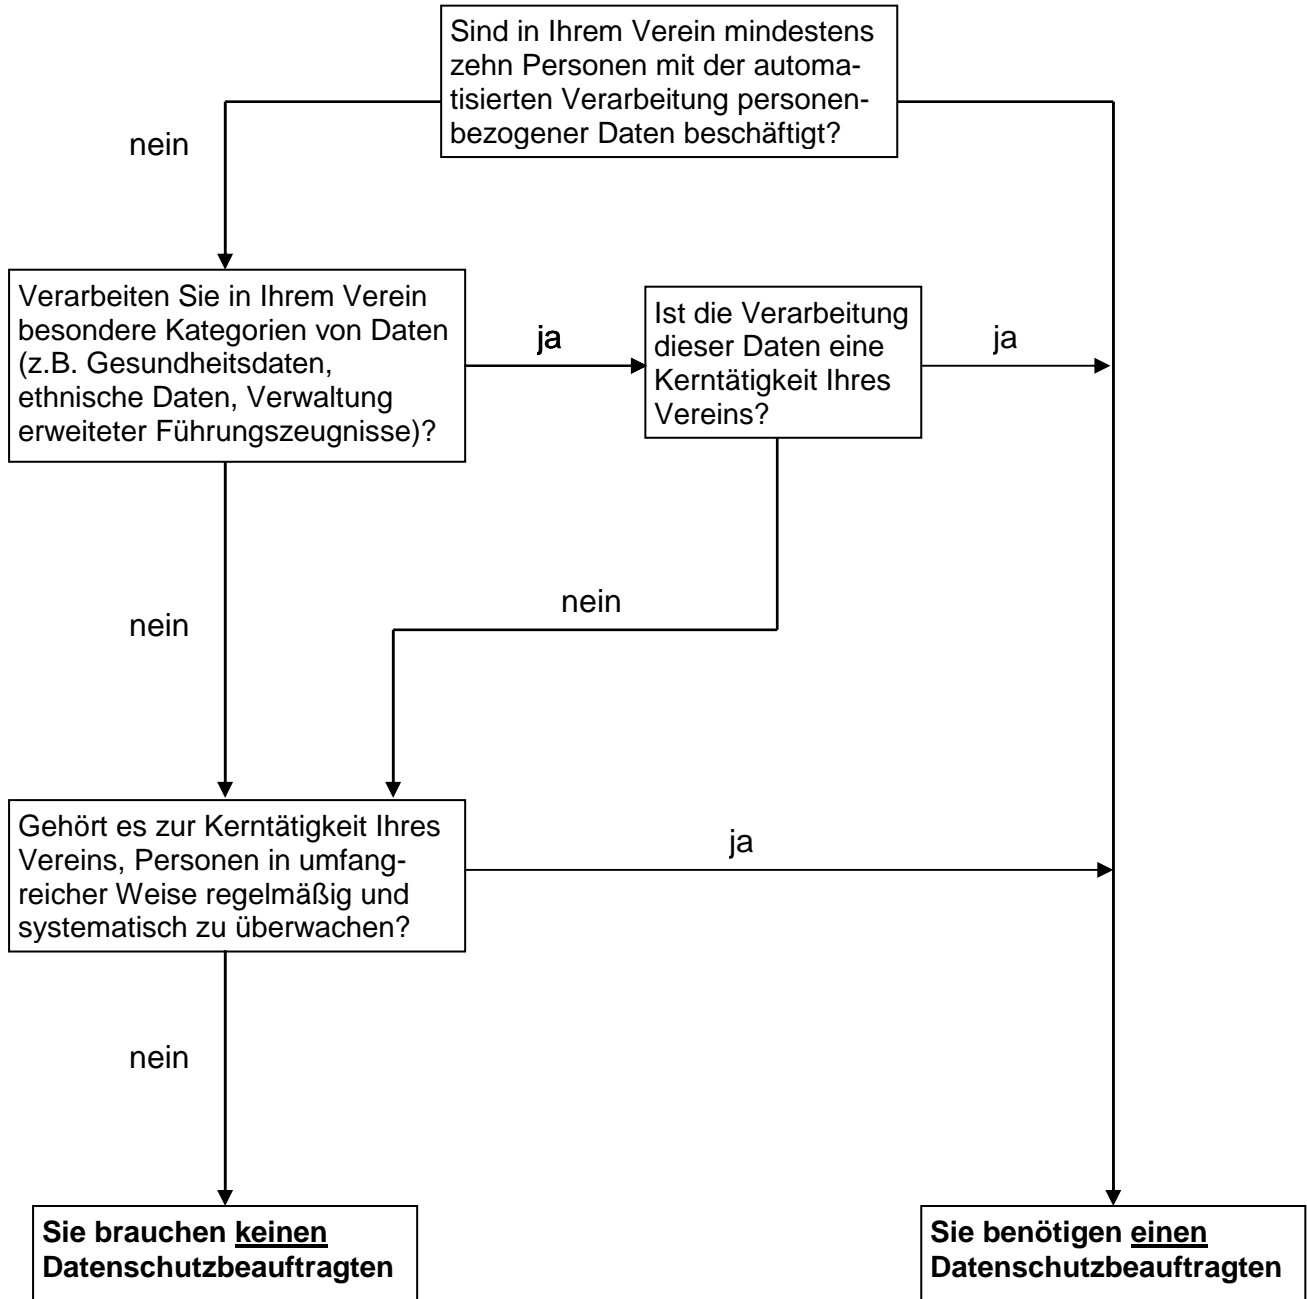 Sind in Ihrem Verein mindestens
zehn Personen mit der automa-
tisierten Verarbeitung personen-
bezogener Daten beschäftigt?
nein
Verarbeiten Sie in Ihrem Verein
besondere Kategorien von Daten
(z.B. Gesundheitsdaten,
ethnische Daten, Verwaltung
erweiteter Führungszeugnisse)?
ja
Ist die Verarbeitung
dieser Daten eine
Kerntätigkeit Ihres
Vereins?
ja
nein
nein
Gehört es zur Kerntätigkeit Ihres
Vereins, Personen in umfang-
reicher Weise regelmäßig und
systematisch zu überwachen?
ja
nein
Sie brauchen keinen
Datenschutzbeauftragten
Sie benötigen einen
Datenschutzbeauftragten